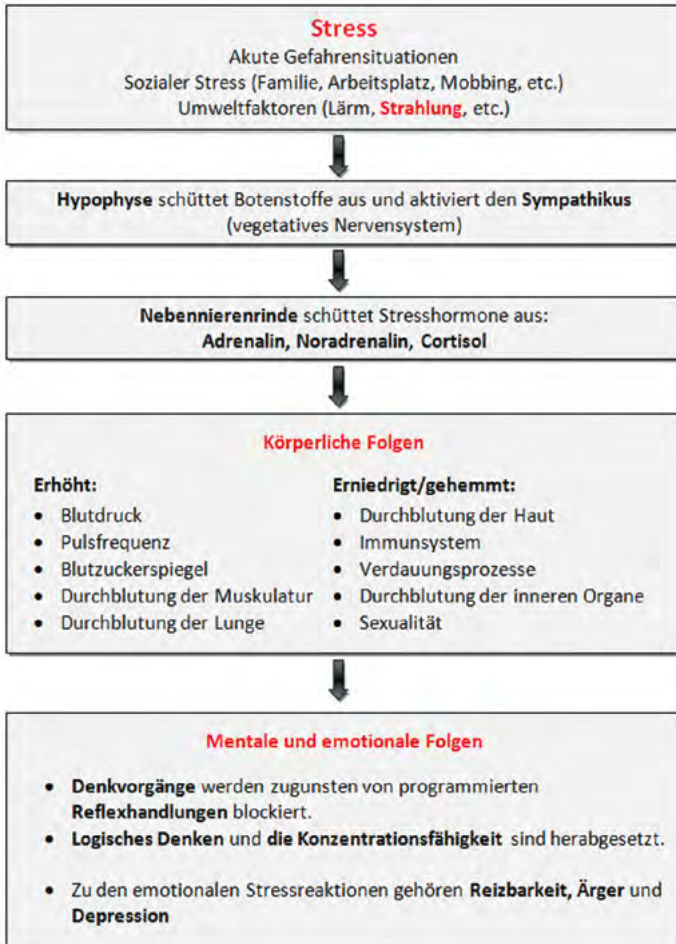 Stress
Akute Gefahrensituationen
Sozialer Stress (Familie, Arbeitsplatz, Mobbing, etc.)
Umweltfaktoren (Lärm, Strahlung, etc.)
Hypophyse schüttet Botenstoffe aus und aktiviert den Sympathikus
(vegetatives Nervensystem)
Nebennierenrinde schüttet Stresshormone aus:
Adrenalin, Noradrenalin, Cortisol
Körperliche Folgen
Erhöht:
• Blutdruck
• Pulsfrequenz
• Blutzuckerspiegel
• Durchblutung der Muskulatur
• Durchblutung der Lunge
Erniedrigt/gehemmt:
• Durchblutung der Haut
• Immunsystem
• Verdauungsprozesse
• Durchblutung der inneren Organe
• Sexualität
Mentale und emotionale Folgen
• Denkvorgänge werden zugunsten von programmierten
Reflexhandlungen blockiert.
• Logisches Denken und die Konzentrationsfähigkeit sind herabgesetzt.
• Zu den emotionalen Stressreaktionen gehören Reizbarkeit, Ärger und
Depression